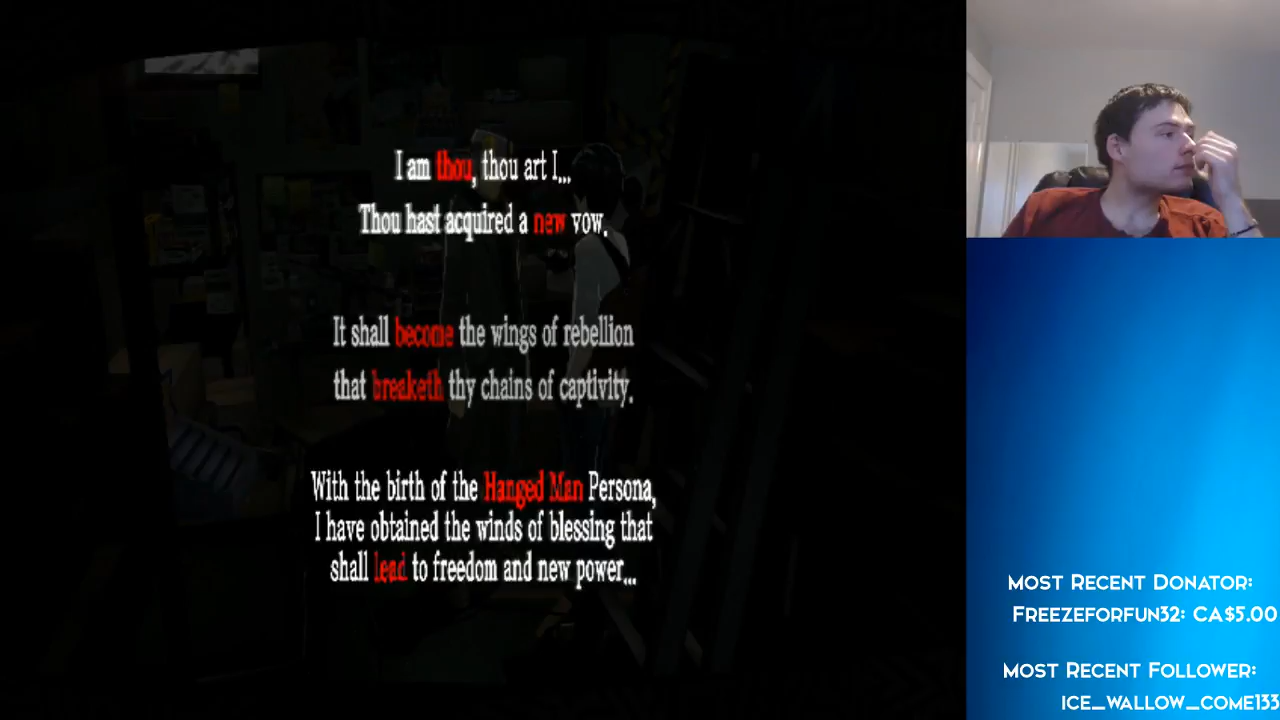 I am thou, thou art I...
Thou hast acquired a new vow.
It shall become the wings of rebellion
that breaketh thy chains of captivity.
With the birth of the Hanged Man Persona,
I have obtained the winds of blessing that
shall lead to freedom and new power...
Most Recent Donator:
Freezeforfun32: CA$5.00
Most Recent Follower:
ice_wallow_come133